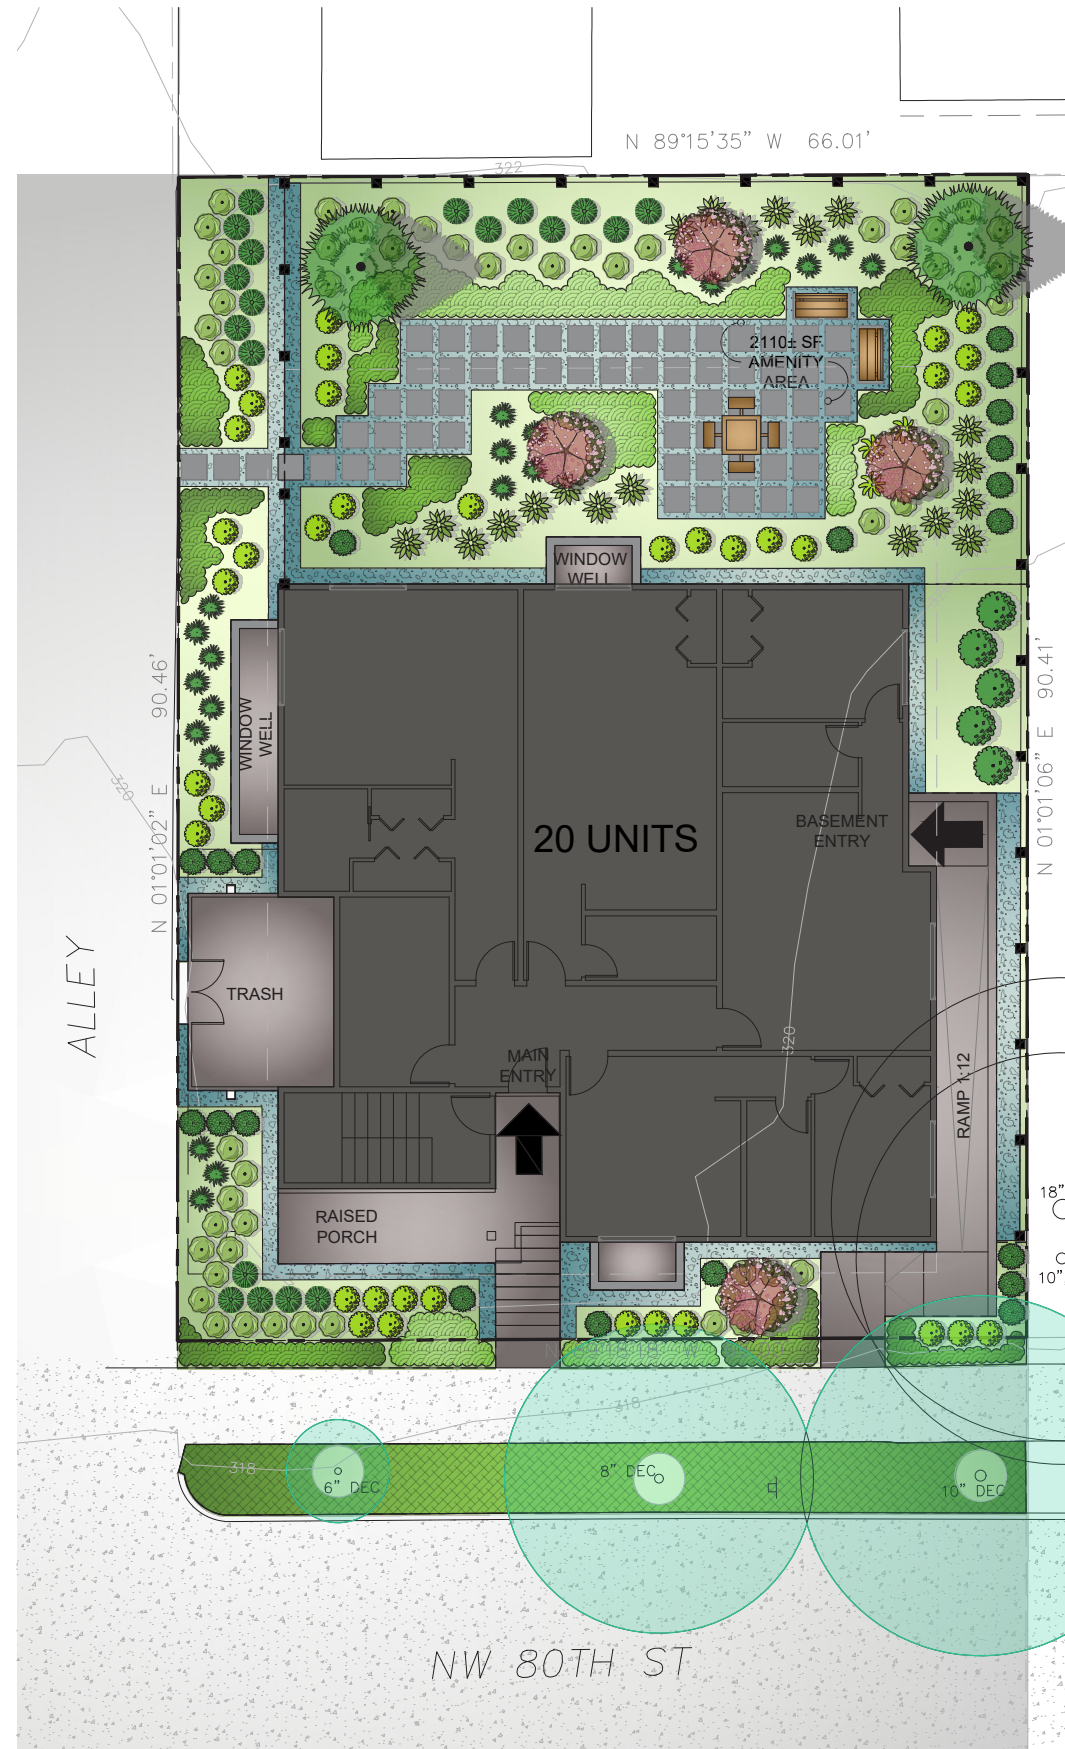 N 89°15'35" W 66.01'
322
2110± SF
AMENITY
AREA
WINDOW
WELL
N 01°01'02" E 90.46'
N 01°01'06" E 90.41'
WINDOW
WELL
320
20 UNITS
BASEMENT
ENTRY
ALLEY
TRASH
320
MAIN
ENTRY
RAMP 1:12
RAISED
PORCH
18"
10"
318
318
6" DEC
8" DEC
10" DEC
NW 80TH ST